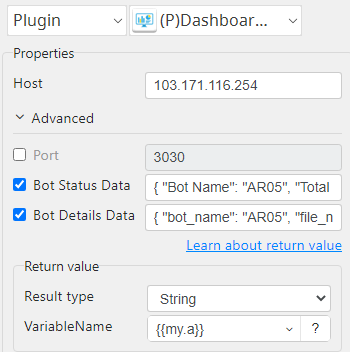 Plugin (P)Dashboar...
Properties
Host 103.171.116.254
Advanced
Port 3030
Bot Status Data { "Bot Name": "AR05", "Total
Bot Details Data { "bot_name": "AR05", "file_n
Learn about return value
Return value
Result type String
VariableName {{my.a}} ?